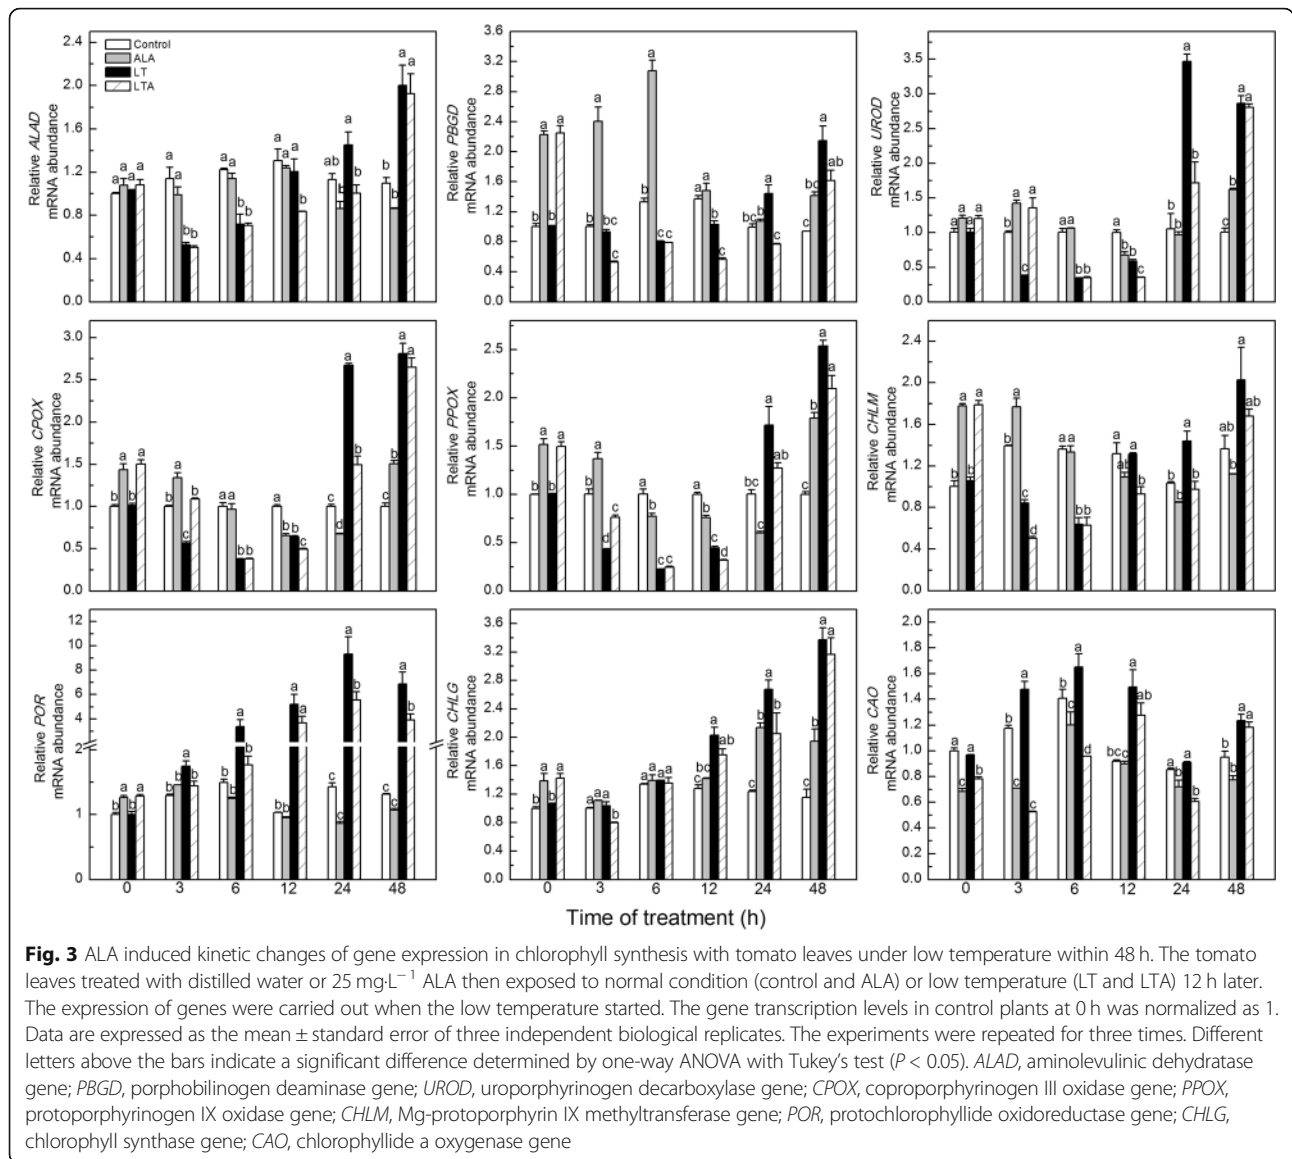 Relative ALAD
mRNA abundance
2.4
2.0
1.6
1.2
0.8
0.4
0.0
Control
ALA
LT
LTA
Relative PBGD
mRNA abundance
3.6
3.0
2.4
1.8
1.2
0.6
0.0
Relative UROD
mRNA abundance
3.5
3.0
2.5
2.0
1.5
1.0
0.5
0.0
Relative CPOX
mRNA abundance
3.0
2.5
2.0
1.5
1.0
0.5
0.0
Relative PPOX
mRNA abundance
2.5
2.0
1.5
1.0
0.5
0.0
Relative CHLM
mRNA abundance
2.4
2.0
1.6
1.2
0.8
0.4
0.0
Relative POR
mRNA abundance
12
10
8
6
4
2
1
0
0 3 6 12 24 48
Relative CHLG
mRNA abundance
3.6
3.2
2.8
2.4
2.0
1.6
1.2
0.8
0.4
0.0
0 3 6 12 24 48
Relative CAO
mRNA abundance
2.0
1.8
1.6
1.4
1.2
1.0
0.8
0.6
0.4
0.2
0.0
0 3 6 12 24 48
Time of treatment (h)
Fig. 3 ALA induced kinetic changes of gene expression in chlorophyll synthesis with tomato leaves under low temperature within 48 h. The tomato
leaves treated with distilled water or 25 mg·L⁻¹ ALA then exposed to normal condition (control and ALA) or low temperature (LT and LTA) 12 h later.
The expression of genes were carried out when the low temperature started. The gene transcription levels in control plants at 0 h was normalized as 1.
Data are expressed as the mean ± standard error of three independent biological replicates. The experiments were repeated for three times. Different
letters above the bars indicate a significant difference determined by one-way ANOVA with Tukey's test (P < 0.05). ALAD, aminolevulinic dehydratase
gene; PBGD, porphobilinogen deaminase gene; UROD, uroporphyrinogen decarboxylase gene; CPOX, coproporphyrinogen III oxidase gene; PPOX,
protoporphyrinogen IX oxidase gene; CHLM, Mg-protoporphyrin IX methyltransferase gene; POR, protochlorophyllide oxidoreductase gene; CHLG,
chlorophyll synthase gene; CAO, chlorophyllide a oxygenase gene